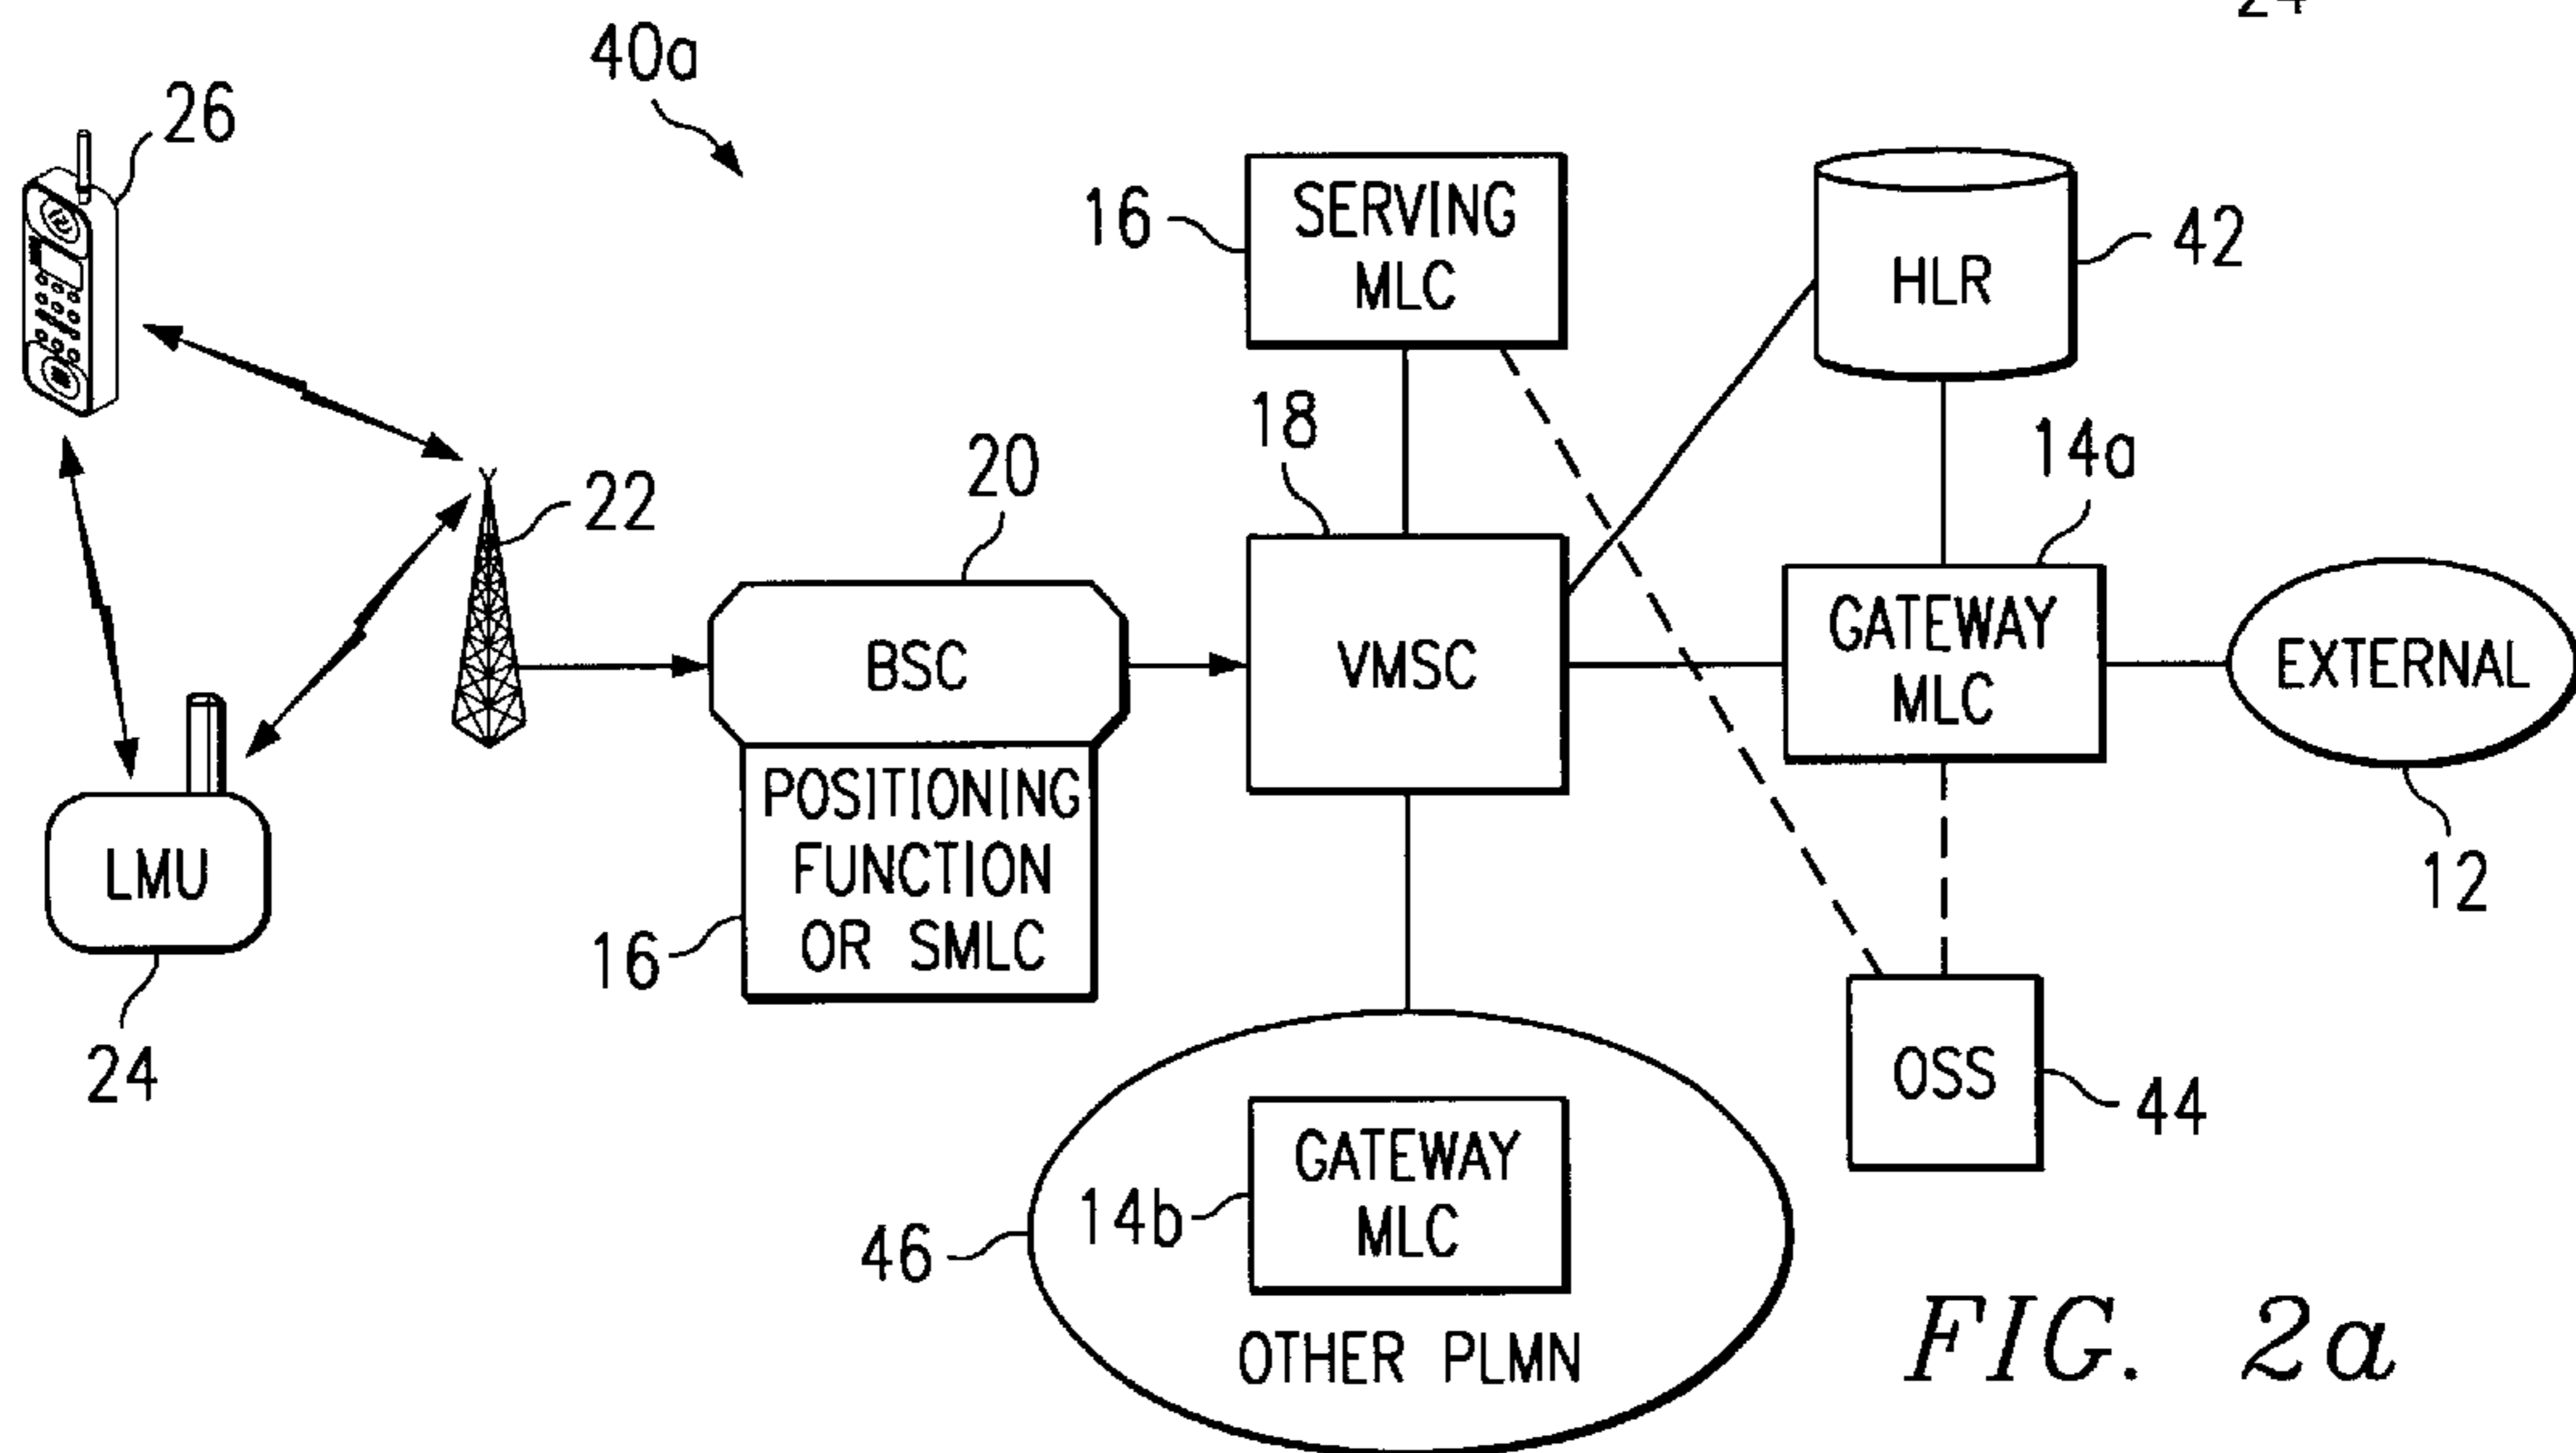 40a
26
16
SERVING
MLC
HLR
42
22
20
18
14a
BSC
VMSC
GATEWAY
MLC
EXTERNAL
12
LMU
24
POSITIONING
FUNCTION
OR SMLC
16
OSS
44
46
14b
GATEWAY
MLC
OTHER PLMN
FIG. 2a